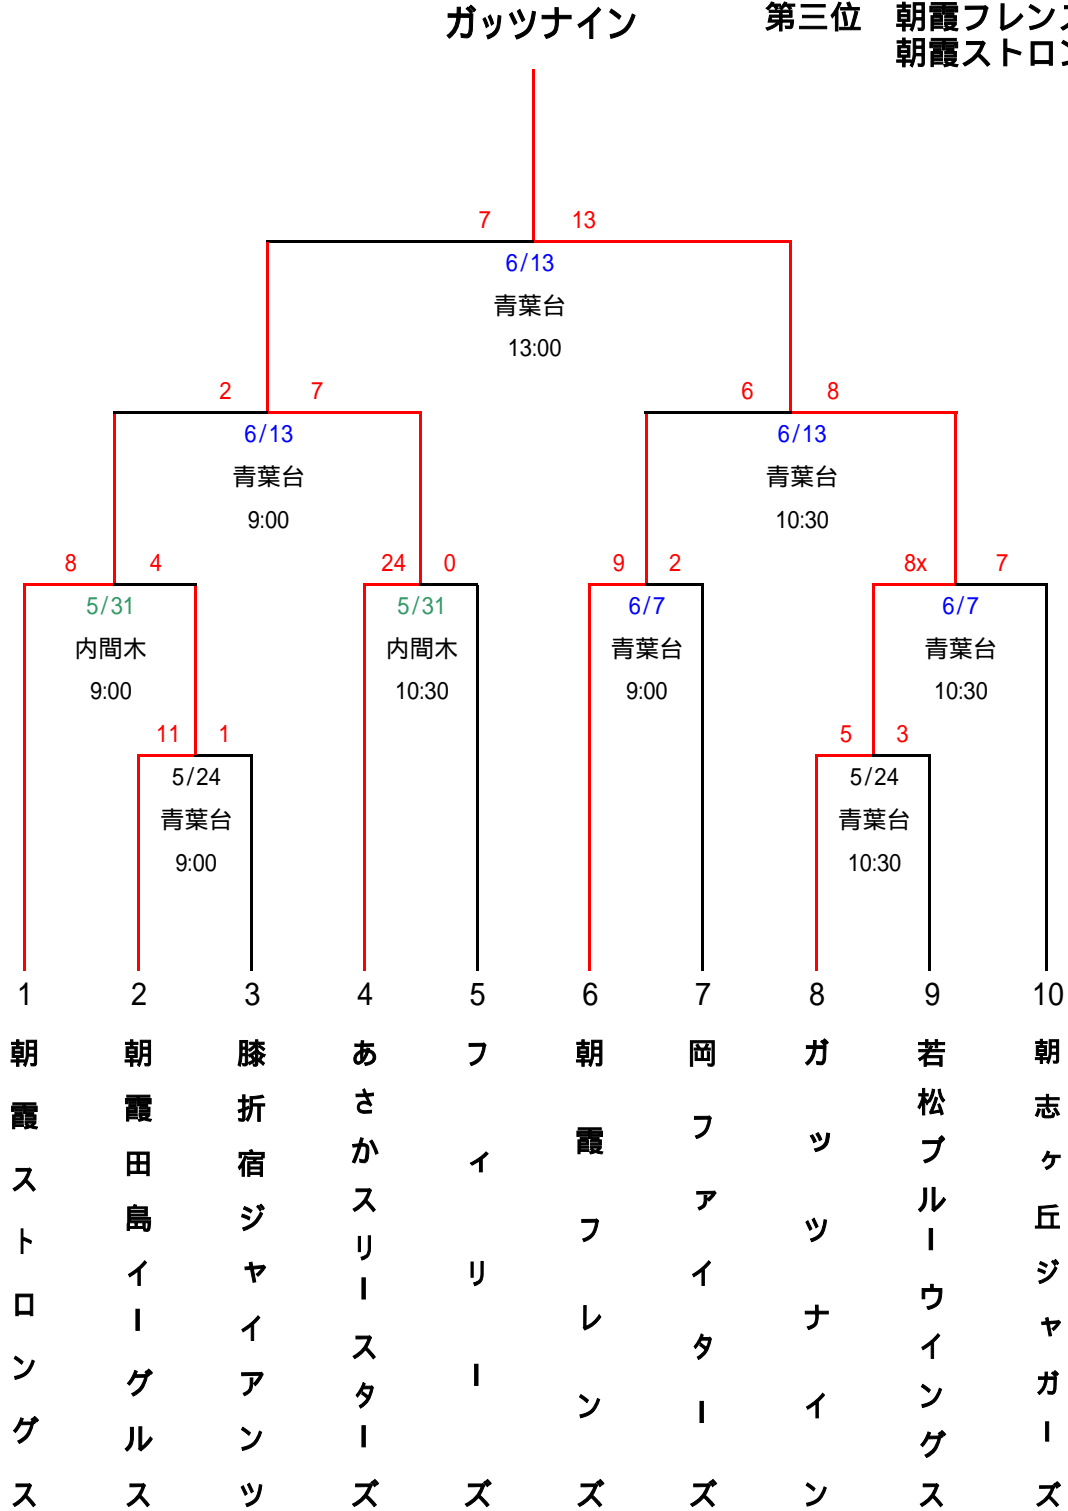 ガッツナイン
第三位 朝霞フレンズ
朝霞ストロン
7 13
6/13
青葉台
13:00
2 7
6 8
6/13
青葉台
9:00
6/13
青葉台
10:30
8 4
24 0
9 2
8x 7
5/31
内間木
9:00
5/31
内間木
10:30
6/7
青葉台
9:00
6/7
青葉台
10:30
11 1
5 3
5/24
青葉台
9:00
5/24
青葉台
10:30
1 2 3 4 5 6 7 8 9 10
朝霞ストロングス
朝霞田島イーグルス
膝折宿ジャイアンツ
あさかスリースターズ
フィリーズ
朝霞フレンズ
岡ファイターズ
ガッツナイン
若松ブルーウイングス
朝志ヶ丘ジャガーズ